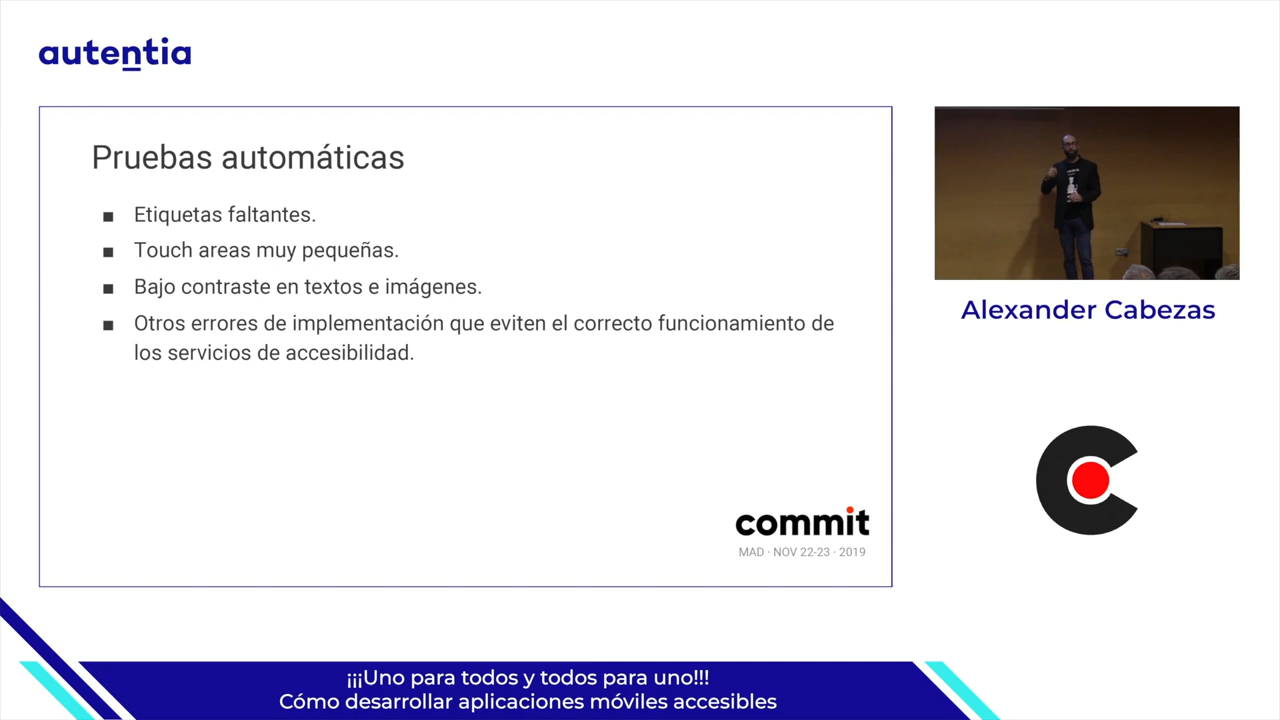 autentia
Pruebas automáticas
■ Etiquetas faltantes.
■ Touch areas muy pequeñas.
■ Bajo contraste en textos e imágenes.
■ Otros errores de implementación que eviten el correcto funcionamiento de
los servicios de accesibilidad.
commit
MAD · NOV 22-23 · 2019
Alexander Cabezas
¡¡¡Uno para todos y todos para uno!!!
Cómo desarrollar aplicaciones móviles accesibles